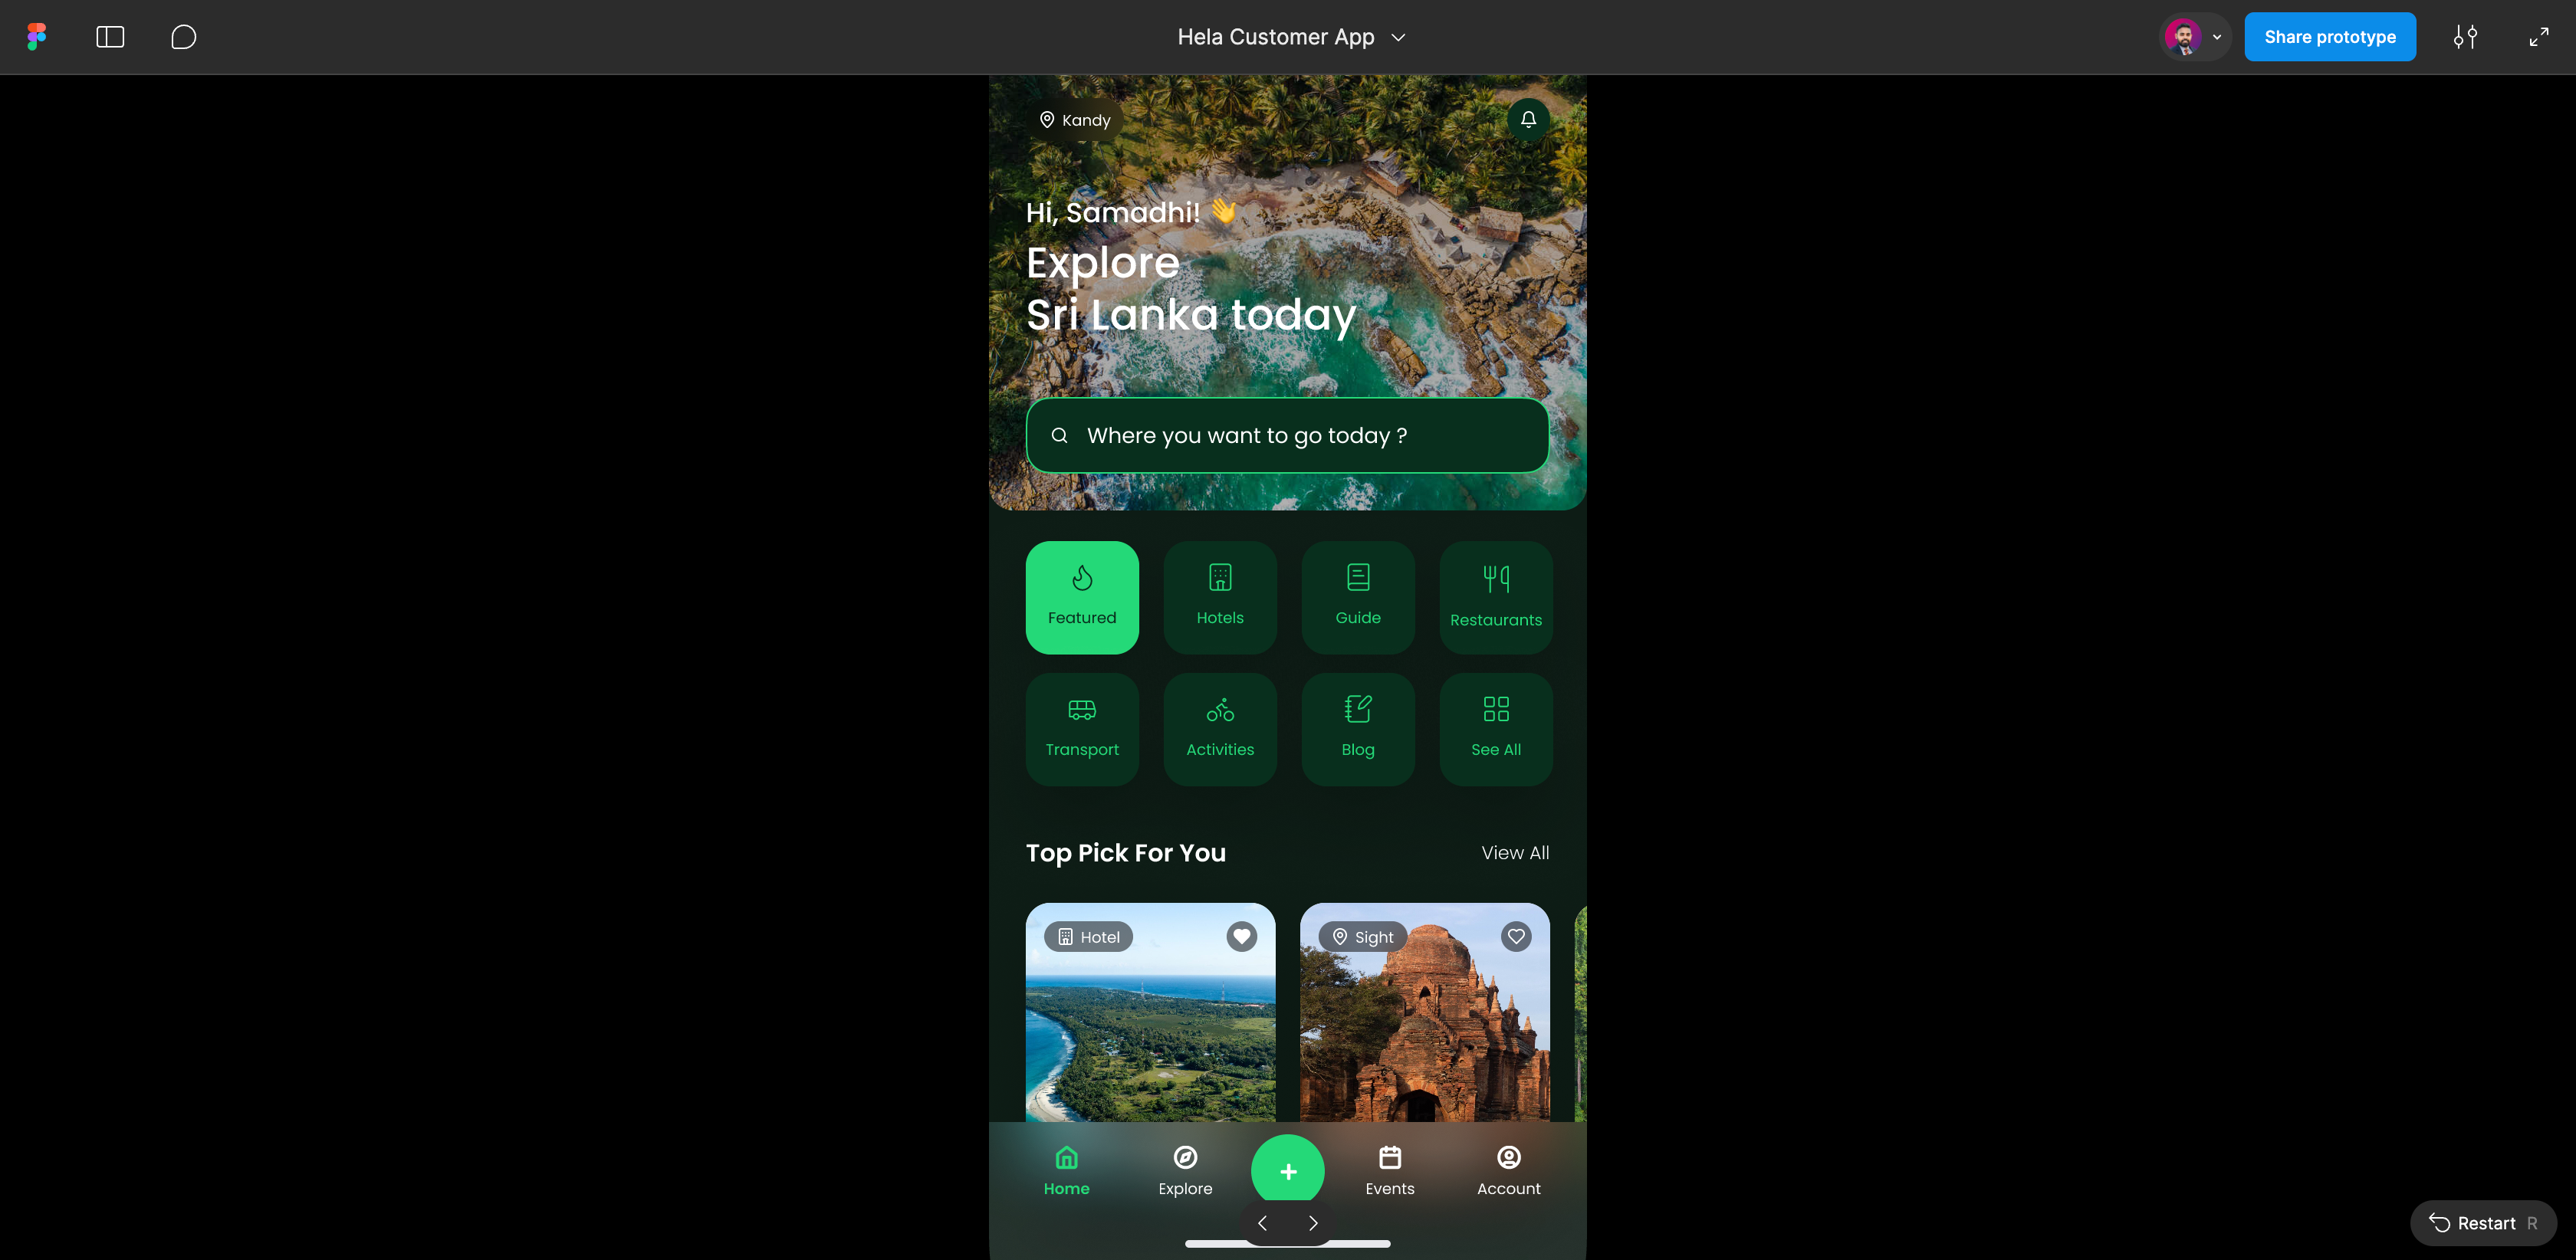 Hela Customer App
Share prototype
Kandy
Hi, Samadhi! 👋
Explore
Sri Lanka today
Where you want to go today ?
Featured
Hotels
Guide
Restaurants
Transport
Activities
Blog
See All
Top Pick For You
View All
Hotel
Sight
Home
Explore
Events
Account
Restart R